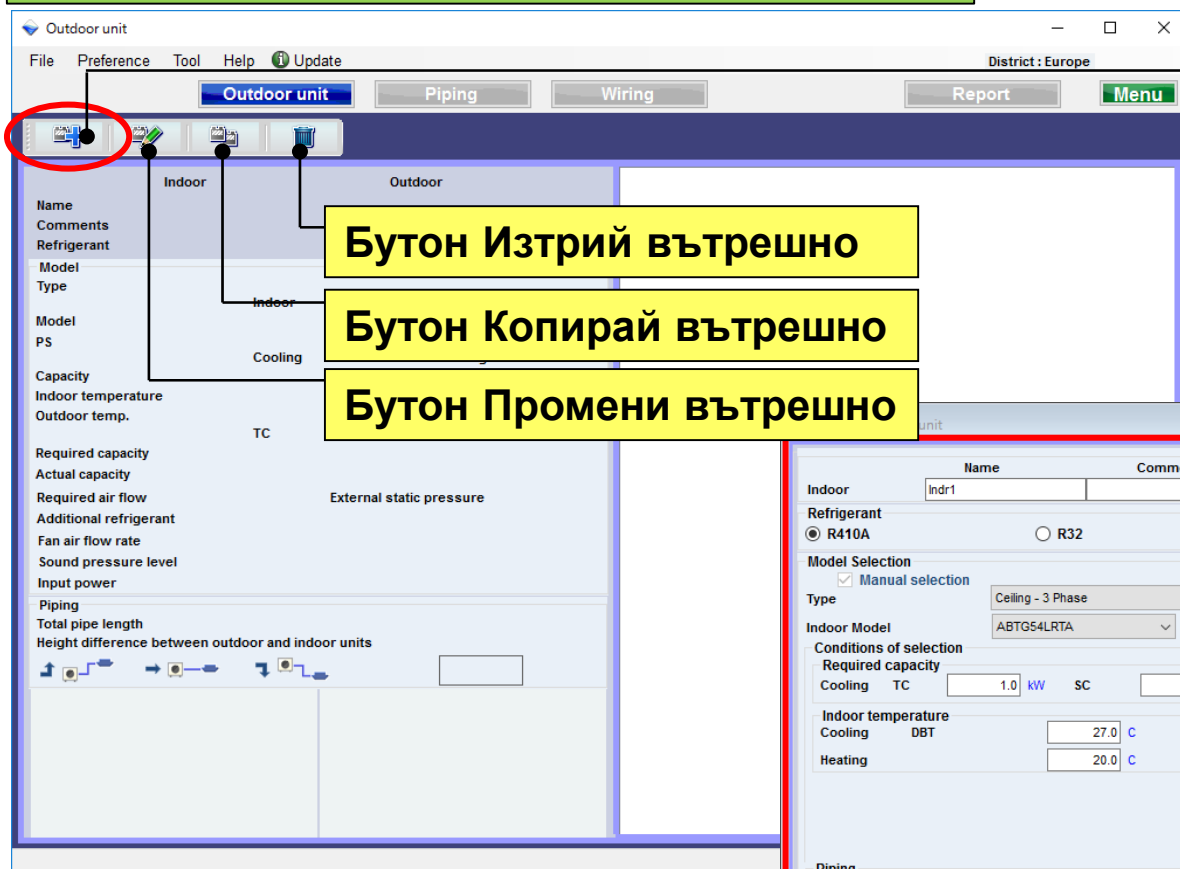 Outdoor unit
File Preference Tool Help Update
District : Europe
Outdoor unit Piping Wiring Report Menu
Indoor Outdoor
Name
Comments
Refrigerant
Бутон Изтрий вътрешно
Model
Type
Indoor
Бутон Копирай вътрешно
Model
PS
Cooling
Capacity
Бутон Промени вътрешно
Indoor temperature
Outdoor temp.
TC
Required capacity
Actual capacity
Required air flow External static pressure
Additional refrigerant
Fan air flow rate
Sound pressure level
Input power
Piping
Total pipe length
Height difference between outdoor and indoor units
unit
Name Comm
Indoor Indr1
Refrigerant
R410A R32
Model Selection
Manual selection
Type Ceiling - 3 Phase
Indoor Model ABTG54LRTA
Conditions of selection
Required capacity
Cooling TC 1.0 kW SC
Indoor temperature
Cooling DBT 27.0 C
Heating 20.0 C
Piping